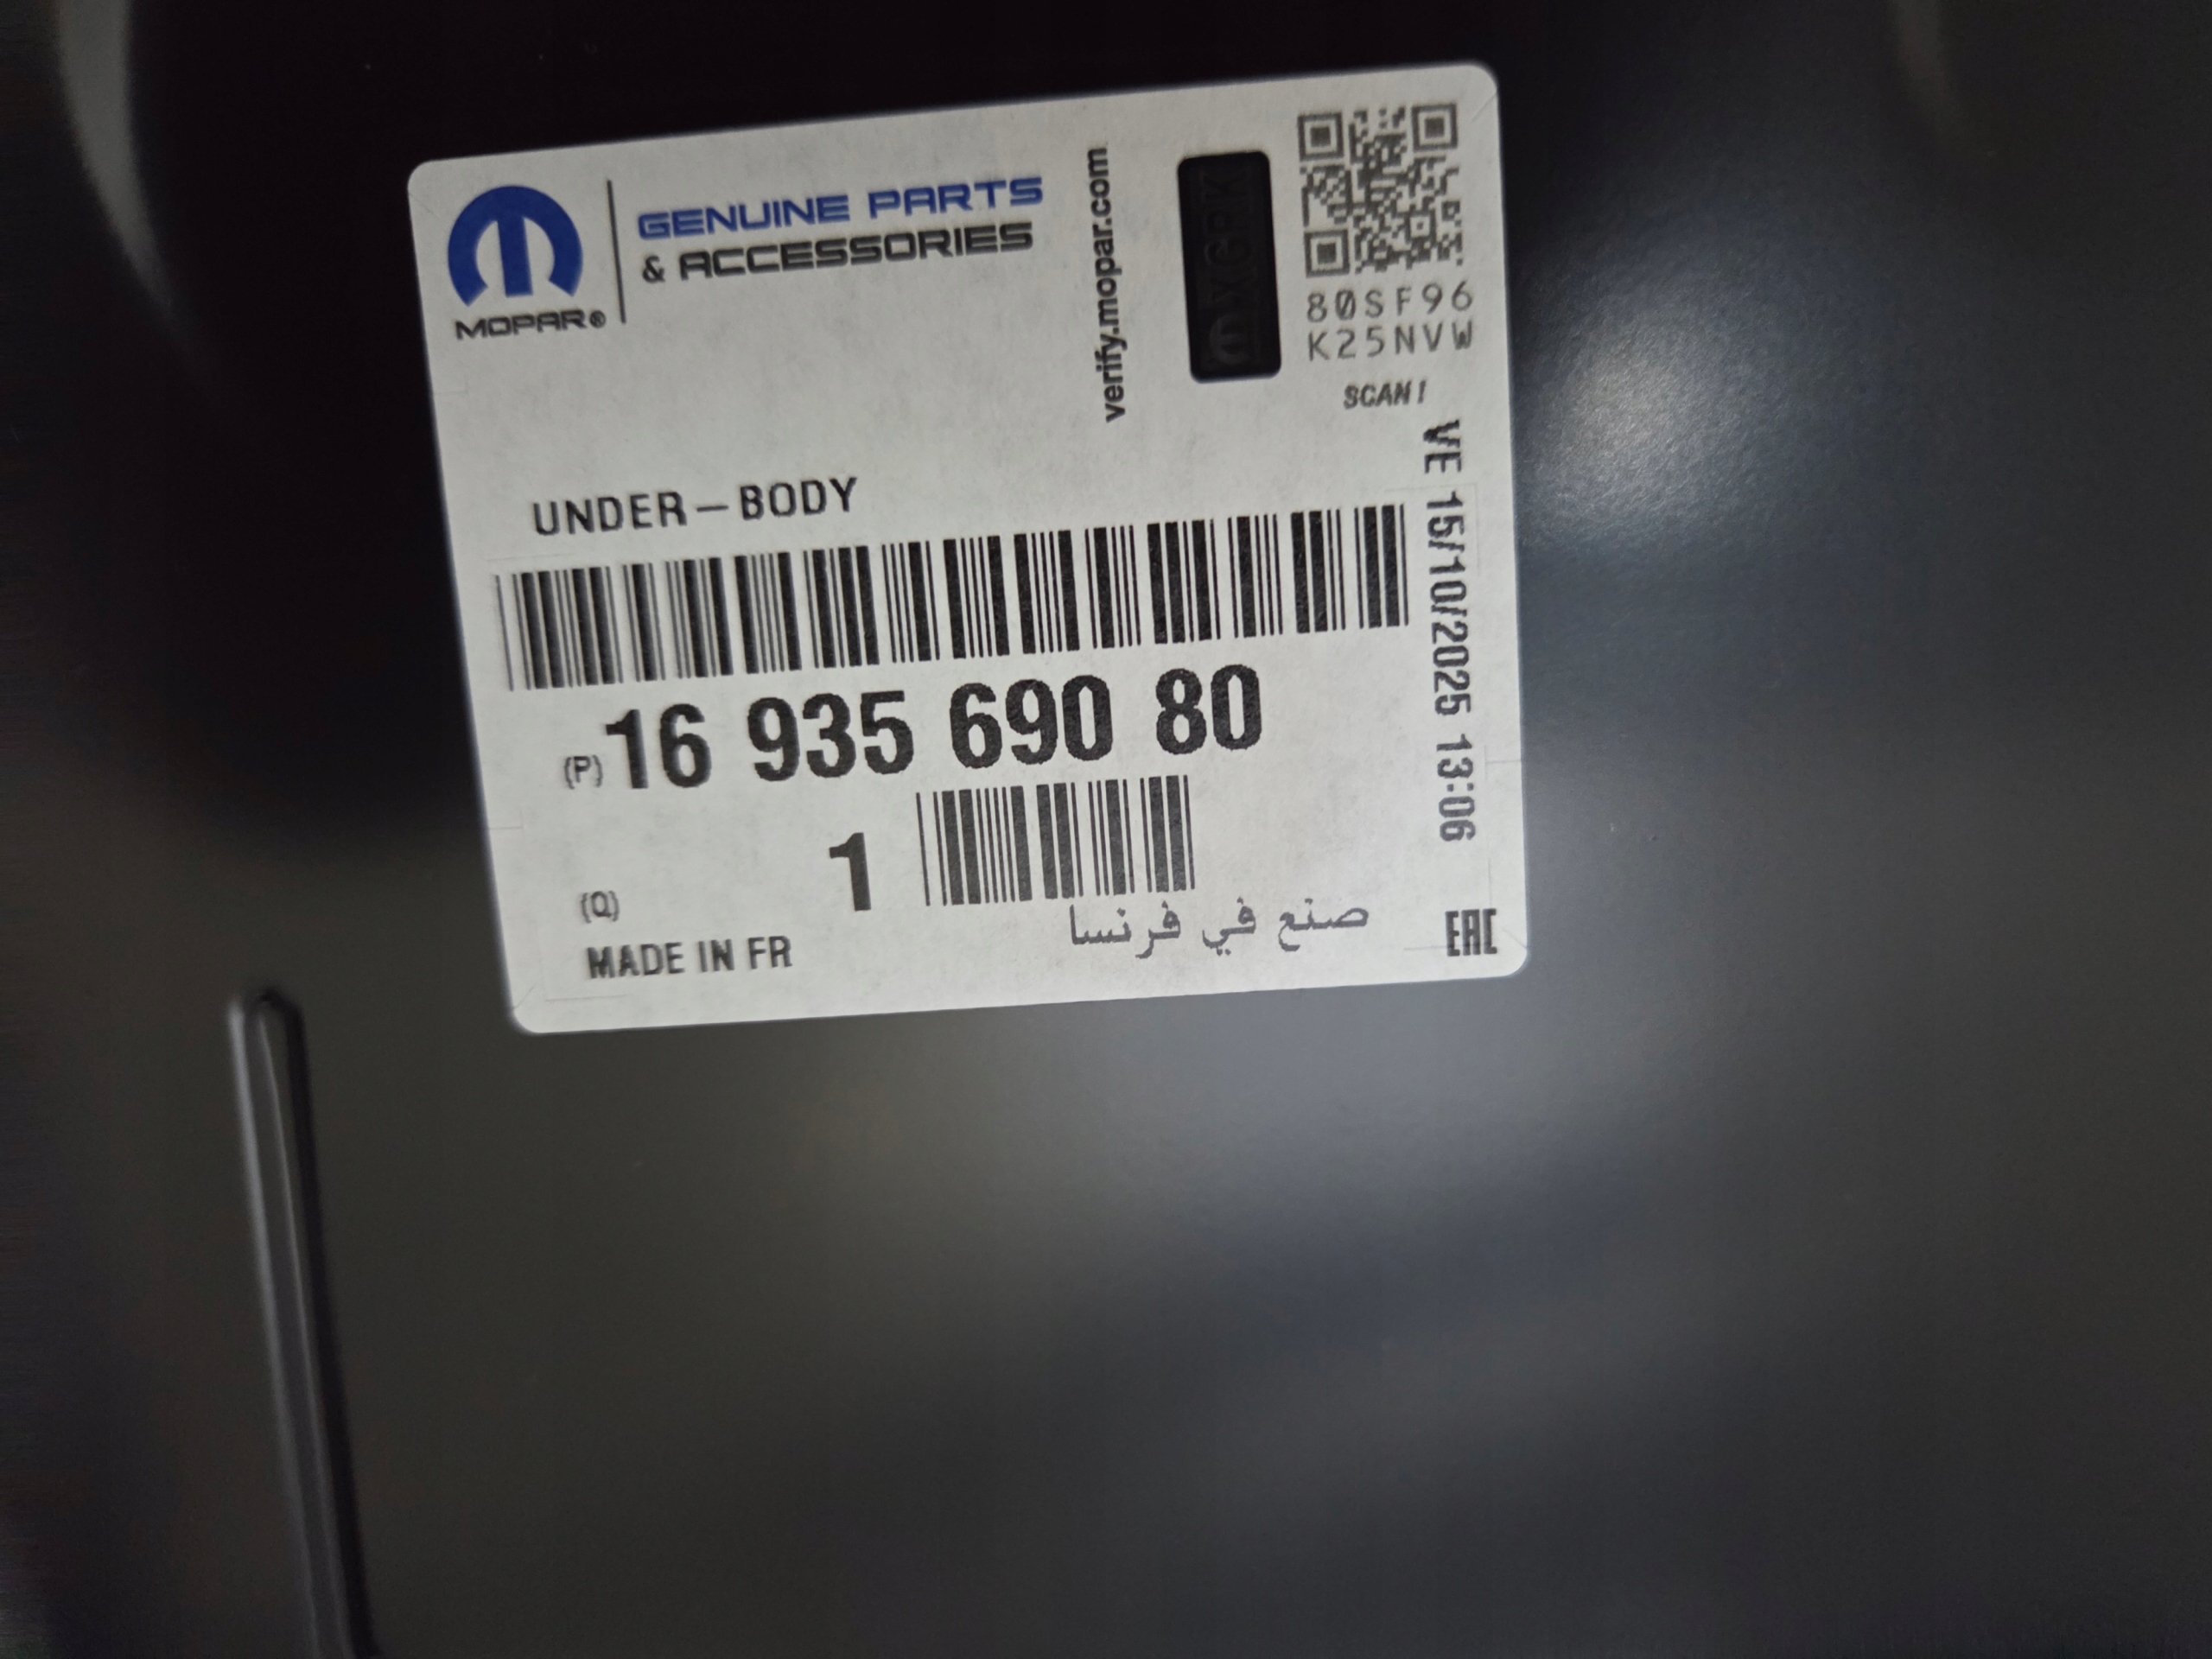 MOPAR®
GENUINE PARTS
& ACCESSORIES
verify.mopar.com
80SF96
K25NVW
SCAN!
UNDER-BODY
VE 15/10/2025 13:06
(P) 16 935 690 80
(Q) 1
MADE IN FR
صنع في فرنسا
EAC